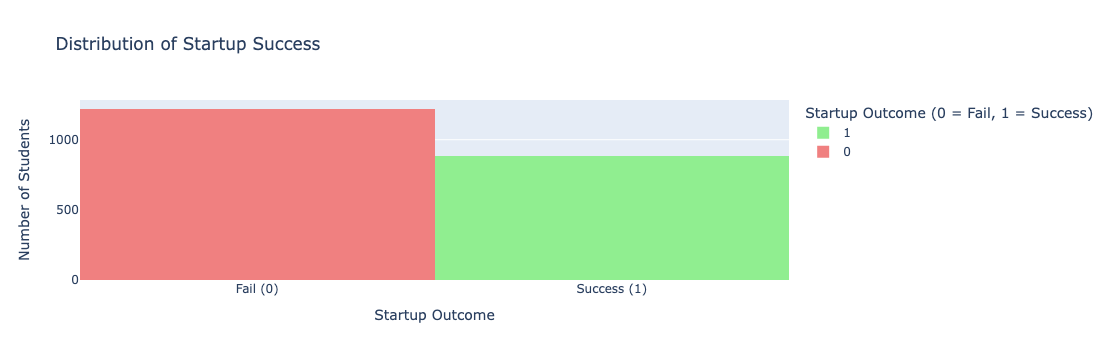 Distribution of Startup Success
Number of Students
1000
500
0
Fail (0)
Success (1)
Startup Outcome
Startup Outcome (0 = Fail, 1 = Success)
1
0